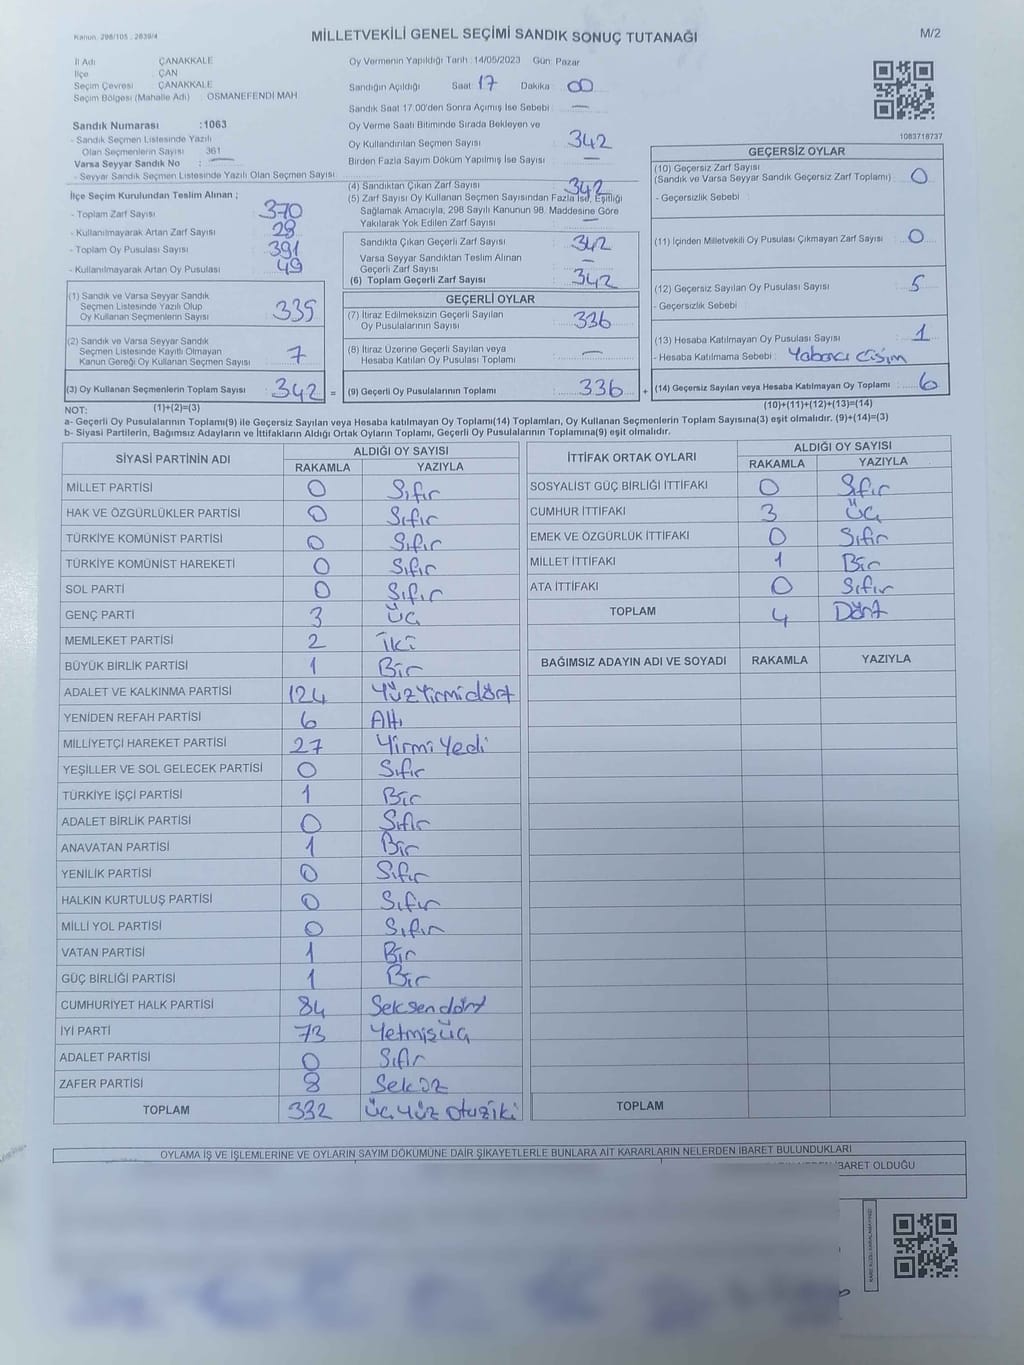 Kanun: 298/105 , 2839/4
MİLLETVEKİLİ GENEL SEÇİMİ SANDIK SONUÇ TUTANAĞI
M/2
İl Adı ÇANAKKALE
İlçe ÇAN
Seçim Çevresi ÇANAKKALE
Seçim Bölgesi (Mahalle Adı) : OSMANEFENDİ MAH.
Sandık Numarası :1063
- Sandık Seçmen Listesinde Yazılı
Olan Seçmenlerin Sayısı 361
Varsa Seyyar Sandık No : —
- Seyyar Sandık Seçmen Listesinde Yazılı Olan Seçmen Sayısı
Oy Vermenin Yapıldığı Tarih :14/05/2023 Gün: Pazar
Sandığın Açıldığı Saat: 17 Dakika : 00
Sandık Saat 17.00'den Sonra Açımış İse Sebebi : —
Oy Verme Saati Bitiminde Sırada Bekleyen ve
Oy Kullandırılan Seçmen Sayısı 342
Birden Fazla Sayım Döküm Yapılmış İse Sayısı —
1083718737
İlçe Seçim Kurulundan Teslim Alınan ;
- Toplam Zarf Sayısı 370
- Kullanılmayarak Artan Zarf Sayısı 28
- Toplam Oy Pusulası Sayısı 391
- Kullanılmayarak Artan Oy Pusulası 49
(4) Sandıktan Çıkan Zarf Sayısı 342
(5) Zarf Sayısı Oy Kullanan Seçmen Sayısından Fazla İse, Eşitliği
Sağlamak Amacıyla, 298 Sayılı Kanunun 98. Maddesine Göre
Yakılarak Yok Edilen Zarf Sayısı —
Sandıkta Çıkan Geçerli Zarf Sayısı 342
Varsa Seyyar Sandıktan Teslim Alınan
Geçerli Zarf Sayısı —
(6) Toplam Geçerli Zarf Sayısı 342
GEÇERSİZ OYLAR
(10) Geçersiz Zarf Sayısı
(Sandık ve Varsa Seyyar Sandık Geçersiz Zarf Toplamı) 0
- Geçersizlik Sebebi :
(11) İçinden Milletvekili Oy Pusulası Çıkmayan Zarf Sayısı 0
(12) Geçersiz Sayılan Oy Pusulası Sayısı 5
- Geçersizlik Sebebi
(13) Hesaba Katılmayan Oy Pusulası Sayısı 1
- Hesaba Katılmama Sebebi : Yabancı Cisim
(14) Geçersiz Sayılan veya Hesaba Katılmayan Oy Toplamı 6
(10)+(11)+(12)+(13)=(14)
(1) Sandık ve Varsa Seyyar Sandık
Seçmen Listesinde Yazılı Olup
Oy Kullanan Seçmenlerin Sayısı 335
(2) Sandık ve Varsa Seyyar Sandık
Seçmen Listesinde Kayıtlı Olmayan
Kanun Gereği Oy Kullanan Seçmen Sayısı 7
(3) Oy Kullanan Seçmenlerin Toplam Sayısı 342 =
(1)+(2)=(3)
GEÇERLİ OYLAR
(7) İtiraz Edilmeksizin Geçerli Sayılan
Oy Pusulalarının Sayısı 336
(8) İtiraz Üzerine Geçerli Sayılan veya
Hesaba Katılan Oy Pusulası Toplamı —
(9) Geçerli Oy Pusulalarının Toplamı 336 +
NOT:
a- Geçerli Oy Pusulalarının Toplamı(9) ile Geçersiz Sayılan veya Hesaba katılmayan Oy Toplamı(14) Toplamları, Oy Kullanan Seçmenlerin Toplam Sayısına(3) eşit olmalıdır. (9)+(14)=(3)
b- Siyasi Partilerin, Bağımsız Adayların ve İttifakların Aldığı Ortak Oyların Toplamı, Geçerli Oy Pusulalarının Toplamına(9) eşit olmalıdır.
SİYASİ PARTİNİN ADI ALDIĞI OY SAYISI
RAKAMLA YAZIYLA
MİLLET PARTİSİ 0 Sıfır
HAK VE ÖZGÜRLÜKLER PARTİSİ 0 Sıfır
TÜRKİYE KOMÜNİST PARTİSİ 0 Sıfır
TÜRKİYE KOMÜNİST HAREKETİ 0 Sıfır
SOL PARTİ 0 Sıfır
GENÇ PARTİ 3 Üç
MEMLEKET PARTİSİ 2 İki
BÜYÜK BİRLİK PARTİSİ 1 Bir
ADALET VE KALKINMA PARTİSİ 124 Yüzyirmidört
YENİDEN REFAH PARTİSİ 6 Altı
MİLLİYETÇİ HAREKET PARTİSİ 27 Yirmi Yedi
YEŞİLLER VE SOL GELECEK PARTİSİ 0 Sıfır
TÜRKİYE İŞÇİ PARTİSİ 1 Bir
ADALET BİRLİK PARTİSİ 0 Sıfır
ANAVATAN PARTİSİ 1 Bir
YENİLİK PARTİSİ 0 Sıfır
HALKIN KURTULUŞ PARTİSİ 0 Sıfır
MİLLİ YOL PARTİSİ 0 Sıfır
VATAN PARTİSİ 1 Bir
GÜÇ BİRLİĞİ PARTİSİ 1 Bir
CUMHURİYET HALK PARTİSİ 84 Seksendört
İYİ PARTİ 73 Yetmişüç
ADALET PARTİSİ 0 Sıfır
ZAFER PARTİSİ 8 Sekiz
TOPLAM 332 Üçyüz otuziki
İTTİFAK ORTAK OYLARI ALDIĞI OY SAYISI
RAKAMLA YAZIYLA
SOSYALİST GÜÇ BİRLİĞİ İTTİFAKI 0 Sıfır
CUMHUR İTTİFAKI 3 Üç
EMEK VE ÖZGÜRLÜK İTTİFAKI 0 Sıfır
MİLLET İTTİFAKI 1 Bir
ATA İTTİFAKI 0 Sıfır
TOPLAM 4 Dört
BAĞIMSIZ ADAYIN ADI VE SOYADI RAKAMLA YAZIYLA
TOPLAM
OYLAMA İŞ VE İŞLEMLERİNE VE OYLARIN SAYIM DÖKÜMÜNE DAİR ŞİKAYETLERLE BUNLARA AİT KARARLARIN NELERDEN İBARET BULUNDUKLARI
İBARET OLDUĞU